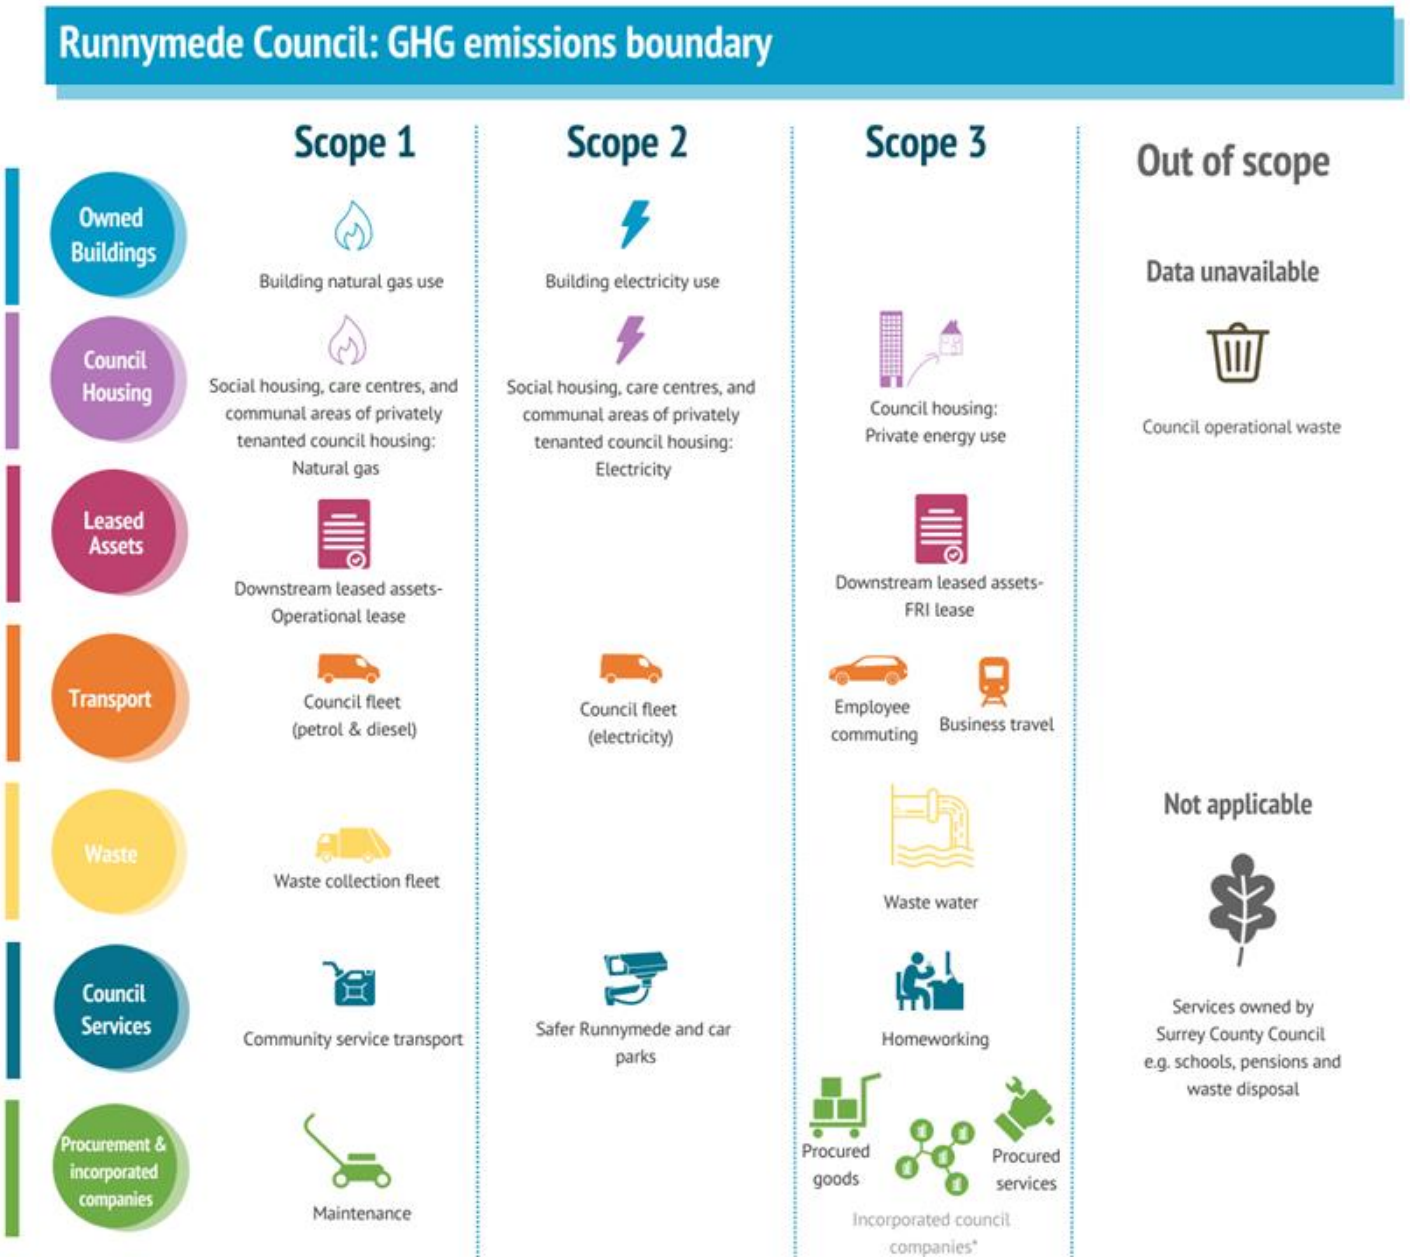 Runnymede Council: GHG emissions boundary
Scope 1
Scope 2
Scope 3
Out of scope
Owned
Buildings
Building natural gas use
Building electricity use
Data unavailable
Council
Housing
Social housing, care centres, and
communal areas of privately
tenanted council housing:
Natural gas
Social housing, care centres, and
communal areas of privately
tenanted council housing:
Electricity
Council housing:
Private energy use
Council operational waste
Leased
Assets
Downstream leased assets-
Operational lease
Downstream leased assets-
FRI lease
Transport
Council fleet
(petrol & diesel)
Council fleet
(electricity)
Employee
commuting
Business travel
Waste
Waste collection fleet
Waste water
Not applicable
Council
Services
Community service transport
Safer Runnymede and car
parks
Homeworking
Services owned by
Surrey County Council
e.g. schools, pensions and
waste disposal
Procurement &
incorporated
companies
Maintenance
Procured
goods
Procured
services
Incorporated council
companies*